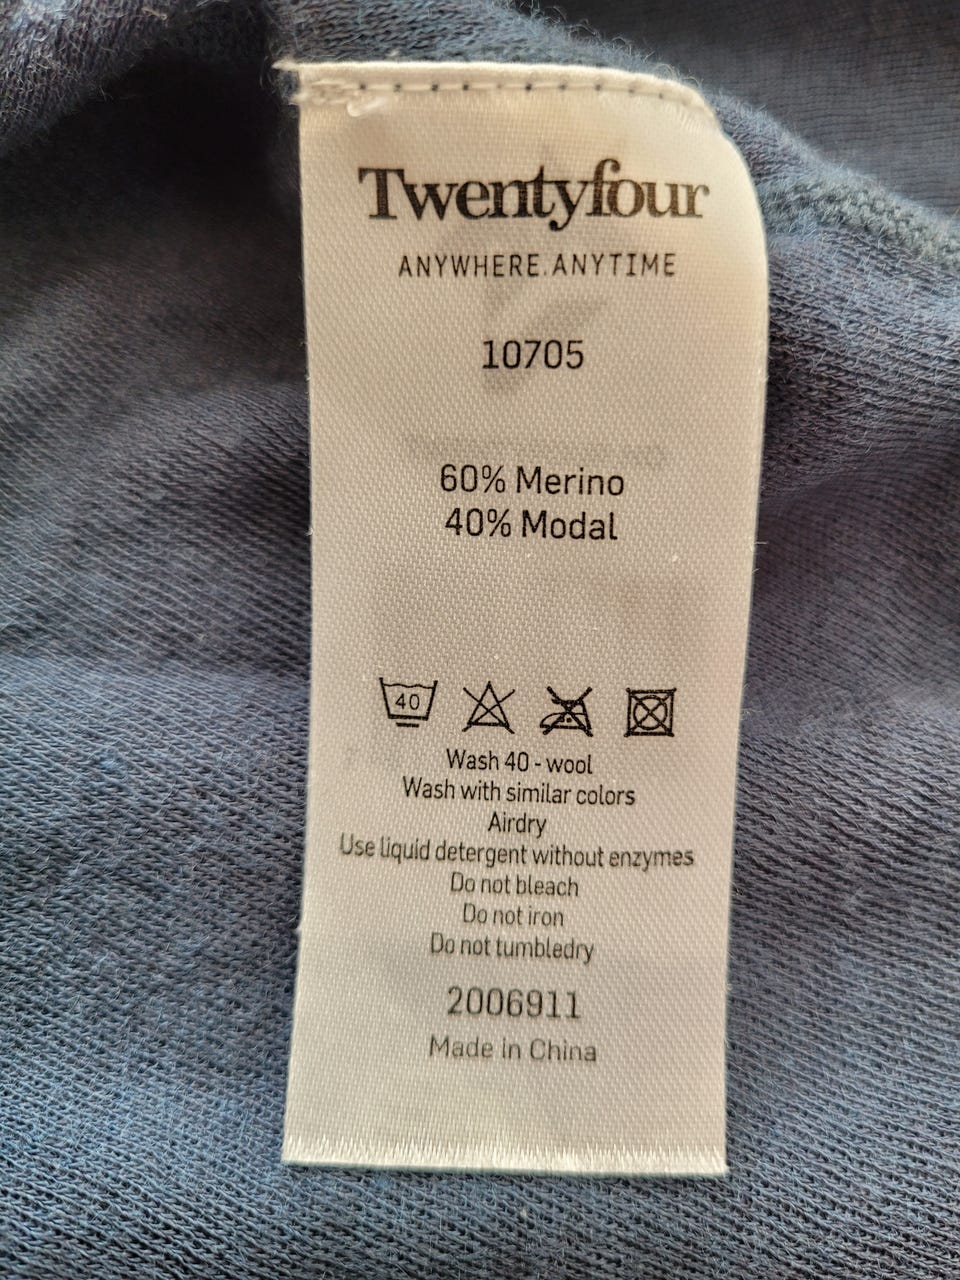 Twentyfour
ANYWHERE.ANYTIME
10705
60% Merino
40% Modal
40
Wash 40 - wool
Wash with similar colors
Airdry
Use liquid detergent without enzymes
Do not bleach
Do not iron
Do not tumbledry
2006911
Made in China